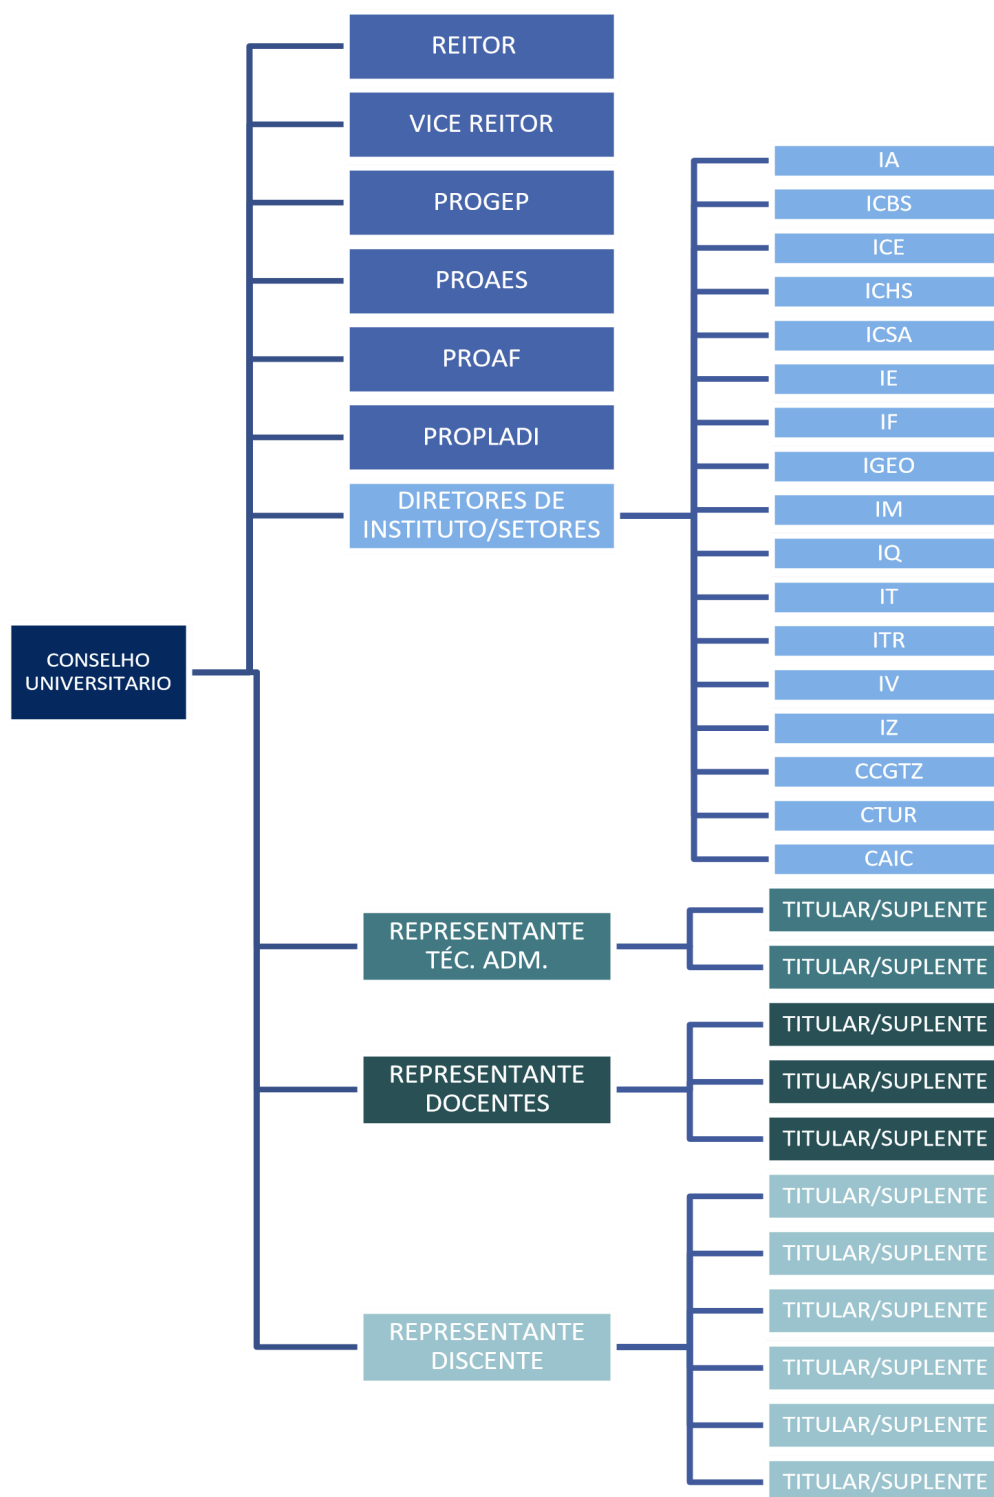 REITOR
VICE REITOR
PROGEP
PROAES
PROAF
PROPLADI
DIRETORES DE
INSTITUTO/SETORES
IA
ICBS
ICE
ICHS
ICSA
IE
IF
IGEO
IM
IQ
IT
ITR
IV
IZ
CCGTZ
CTUR
CAIC
CONSELHO
UNIVERSITARIO
REPRESENTANTE
TÉC. ADM.
TITULAR/SUPLENTE
TITULAR/SUPLENTE
REPRESENTANTE
DOCENTES
TITULAR/SUPLENTE
TITULAR/SUPLENTE
TITULAR/SUPLENTE
REPRESENTANTE
DISCENTE
TITULAR/SUPLENTE
TITULAR/SUPLENTE
TITULAR/SUPLENTE
TITULAR/SUPLENTE
TITULAR/SUPLENTE
TITULAR/SUPLENTE